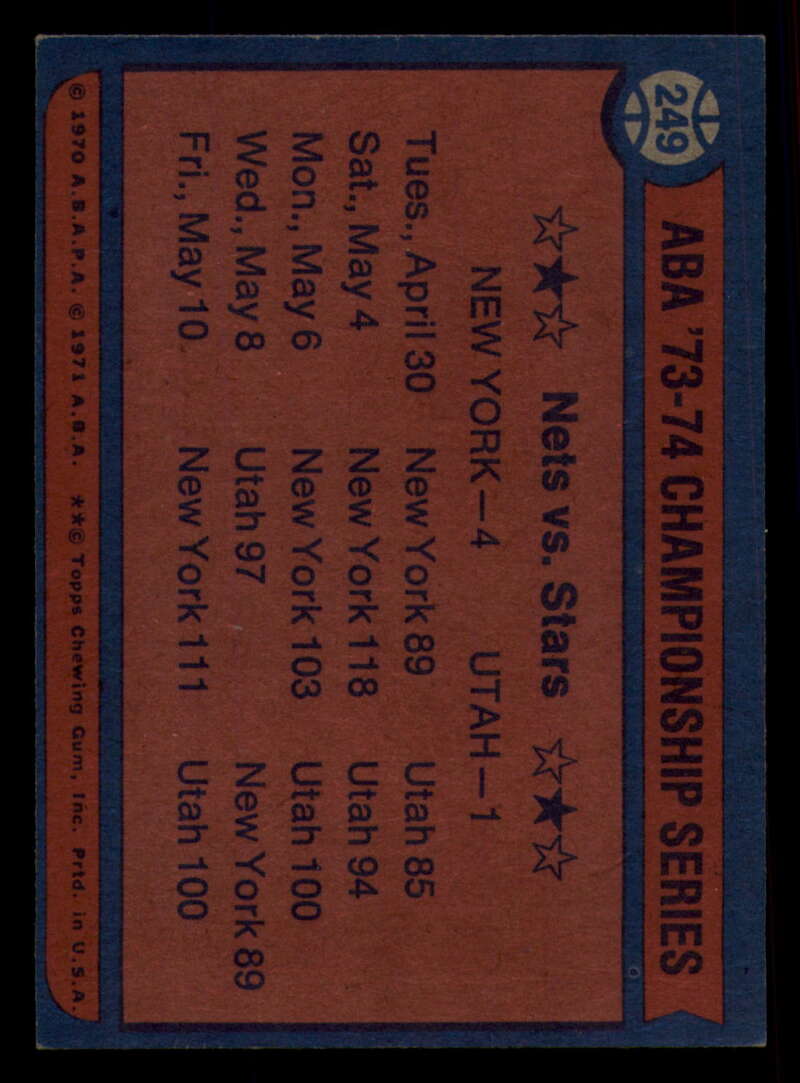 249
ABA '73-74 CHAMPIONSHIP SERIES
☆★☆ Nets vs. Stars ☆★☆
NEW YORK—4 UTAH—1
Tues., April 30 New York 89 Utah 85
Sat., May 4 New York 118 Utah 94
Mon., May 6 New York 103 Utah 100
Wed., May 8 Utah 97 New York 89
Fri., May 10 New York 111 Utah 100
© 1970 A.B.A.P.A. © 1971 A.B.A. **© Topps Chewing Gum, Inc. Prtd. in U.S.A.